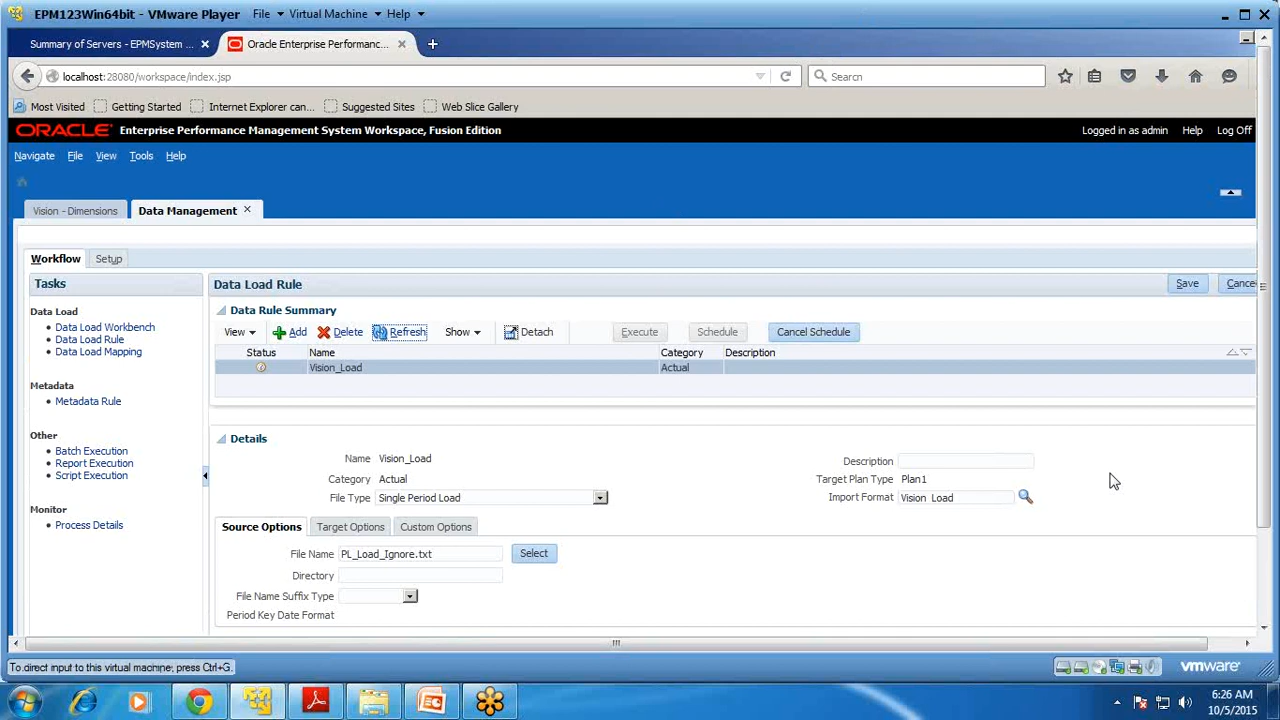 EPM123Win64bit - VMware Player File Virtual Machine Help
Summary of Servers - EPMSystem ... × Oracle Enterprise Performanc... ×
localhost:28080/workspace/index.jsp Search
Most Visited Getting Started Internet Explorer can... Suggested Sites Web Slice Gallery
ORACLE Enterprise Performance Management System Workspace, Fusion Edition Logged in as admin Help Log Off
Navigate File View Tools Help
Vision - Dimensions Data Management ×
Workflow Setup
Tasks
Data Load
Data Load Workbench
Data Load Rule
Data Load Mapping
Metadata
Metadata Rule
Other
Batch Execution
Report Execution
Script Execution
Monitor
Process Details
Data Load Rule Save Cance
Data Rule Summary
View Add Delete Refresh Show Detach Execute Schedule Cancel Schedule
Status Name Category Description
Vision_Load Actual
Details
Name Vision_Load Description
Category Actual Target Plan Type Plan1
File Type Single Period Load Import Format Vision_Load
Source Options Target Options Custom Options
File Name PL_Load_Ignore.txt Select
Directory
File Name Suffix Type
Period Key Date Format
To direct input to this virtual machine, press Ctrl+G. vmware
6:26 AM
10/5/2015